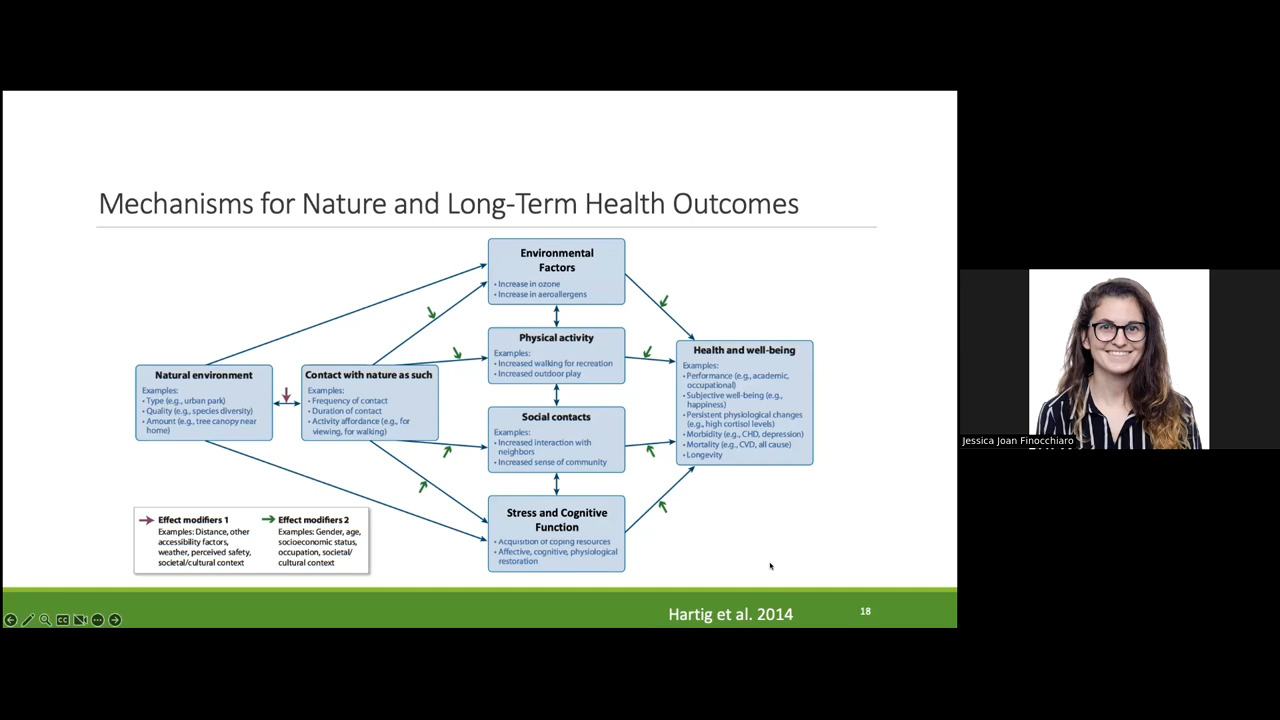 Mechanisms for Nature and Long-Term Health Outcomes
Environmental
Factors
• Increase in ozone
• Increase in aeroallergens
Physical activity
Examples:
• Increased walking for recreation
• Increased outdoor play
Natural environment
Examples:
• Type (e.g., urban park)
• Quality (e.g., species diversity)
• Amount (e.g., tree canopy near
home)
Contact with nature as such
Examples:
• Frequency of contact
• Duration of contact
• Activity affordance (e.g., for
viewing, for walking)
Social contacts
Examples:
• Increased interaction with
neighbors
• Increased sense of community
Stress and Cognitive
Function
• Acquisition of coping resources
• Affective, cognitive, physiological
restoration
Health and well-being
Examples:
• Performance (e.g., academic,
occupational)
• Subjective well-being (e.g.,
happiness)
• Persistent physiological changes
(e.g., high cortisol levels)
• Morbidity (e.g., CHD, depression)
• Mortality (e.g., CVD, all cause)
• Longevity
Effect modifiers 1
Examples: Distance, other
accessibility factors,
weather, perceived safety,
societal/cultural context
Effect modifiers 2
Examples: Gender, age,
socioeconomic status,
occupation, societal/
cultural context
Hartig et al. 2014
18
CC
Jessica Joan Finocchiaro